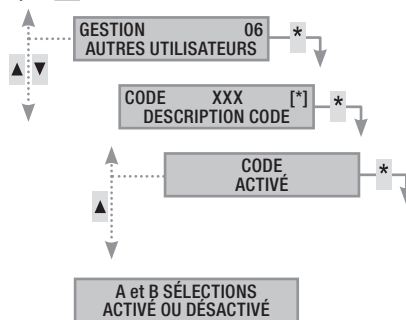 GESTION 06
AUTRES UTILISATEURS
*
▲ ▼
CODE XXX [*]
DESCRIPTION CODE
*
CODE
ACTIVÉ
*
▲
A et B SÉLECTIONS
ACTIVÉ OU DÉSACTIVÉ